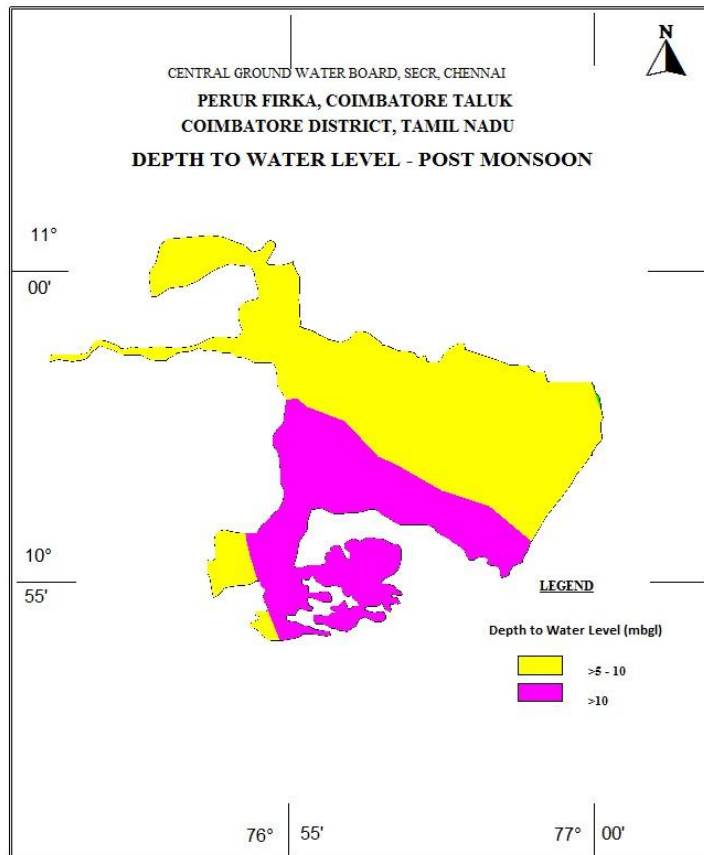 N
CENTRAL GROUND WATER BOARD, SECR, CHENNAI
PERUR FIRKA, COIMBATORE TALUK
COIMBATORE DISTRICT, TAMIL NADU
DEPTH TO WATER LEVEL - POST MONSOON
11°
00'
10°
55'
LEGEND
Depth to Water Level (mbgl)
>5 - 10
>10
76° 55' 77° 00'